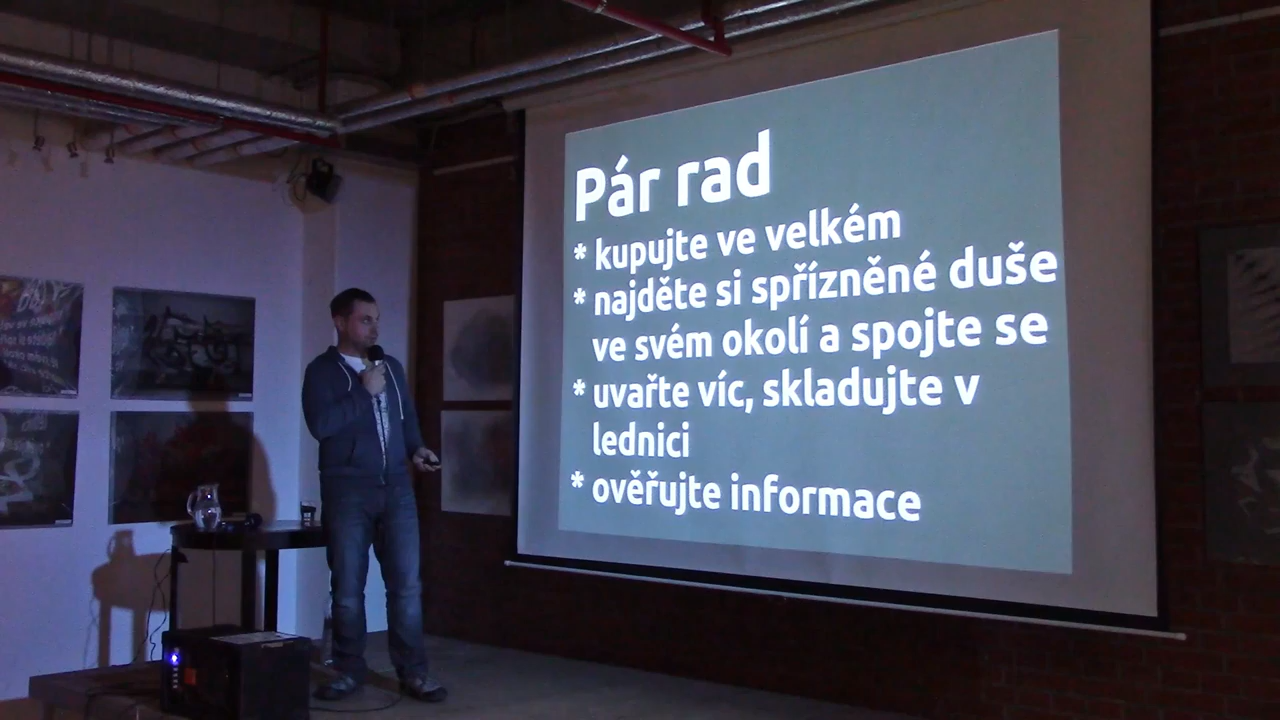 Pár rad
* kupujte ve velkém
* najděte si spřízněné duše
ve svém okolí a spojte se
* uvařte víc, skladujte v
lednici
* ověřujte informace